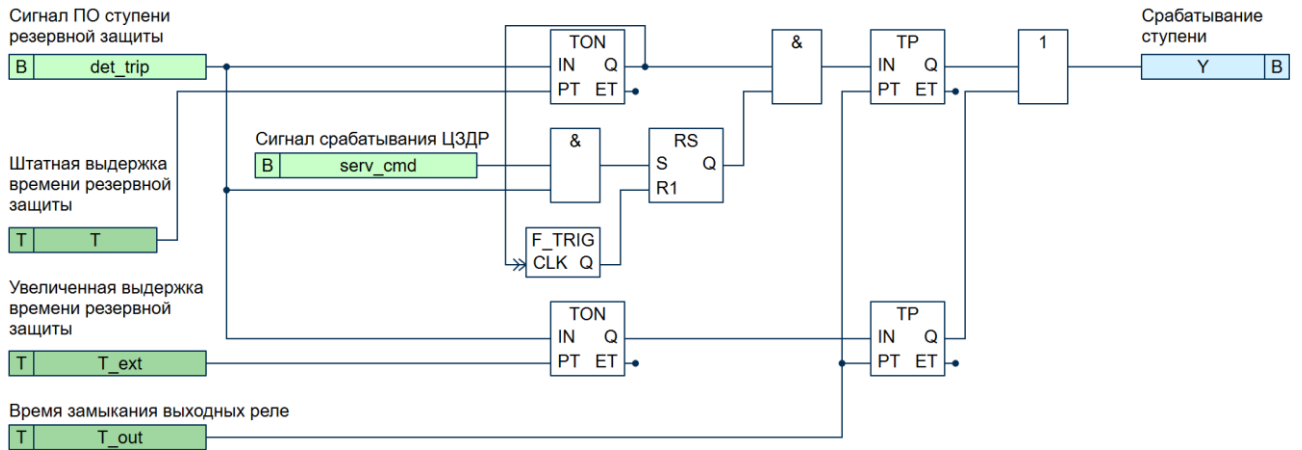 Сигнал ПО ступени
резервной защиты
B det_trip
Штатная выдержка
времени резервной
защиты
T T
Увеличенная выдержка
времени резервной
защиты
T T_ext
Время замыкания выходных реле
T T_out
Сигнал срабатывания ЦЗДР
B serv_cmd
TON
IN Q
PT ET
&
RS
S Q
R1
F_TRIG
CLK Q
TON
IN Q
PT ET
&
TP
IN Q
PT ET
TP
IN Q
PT ET
1
Срабатывание
ступени
Y B